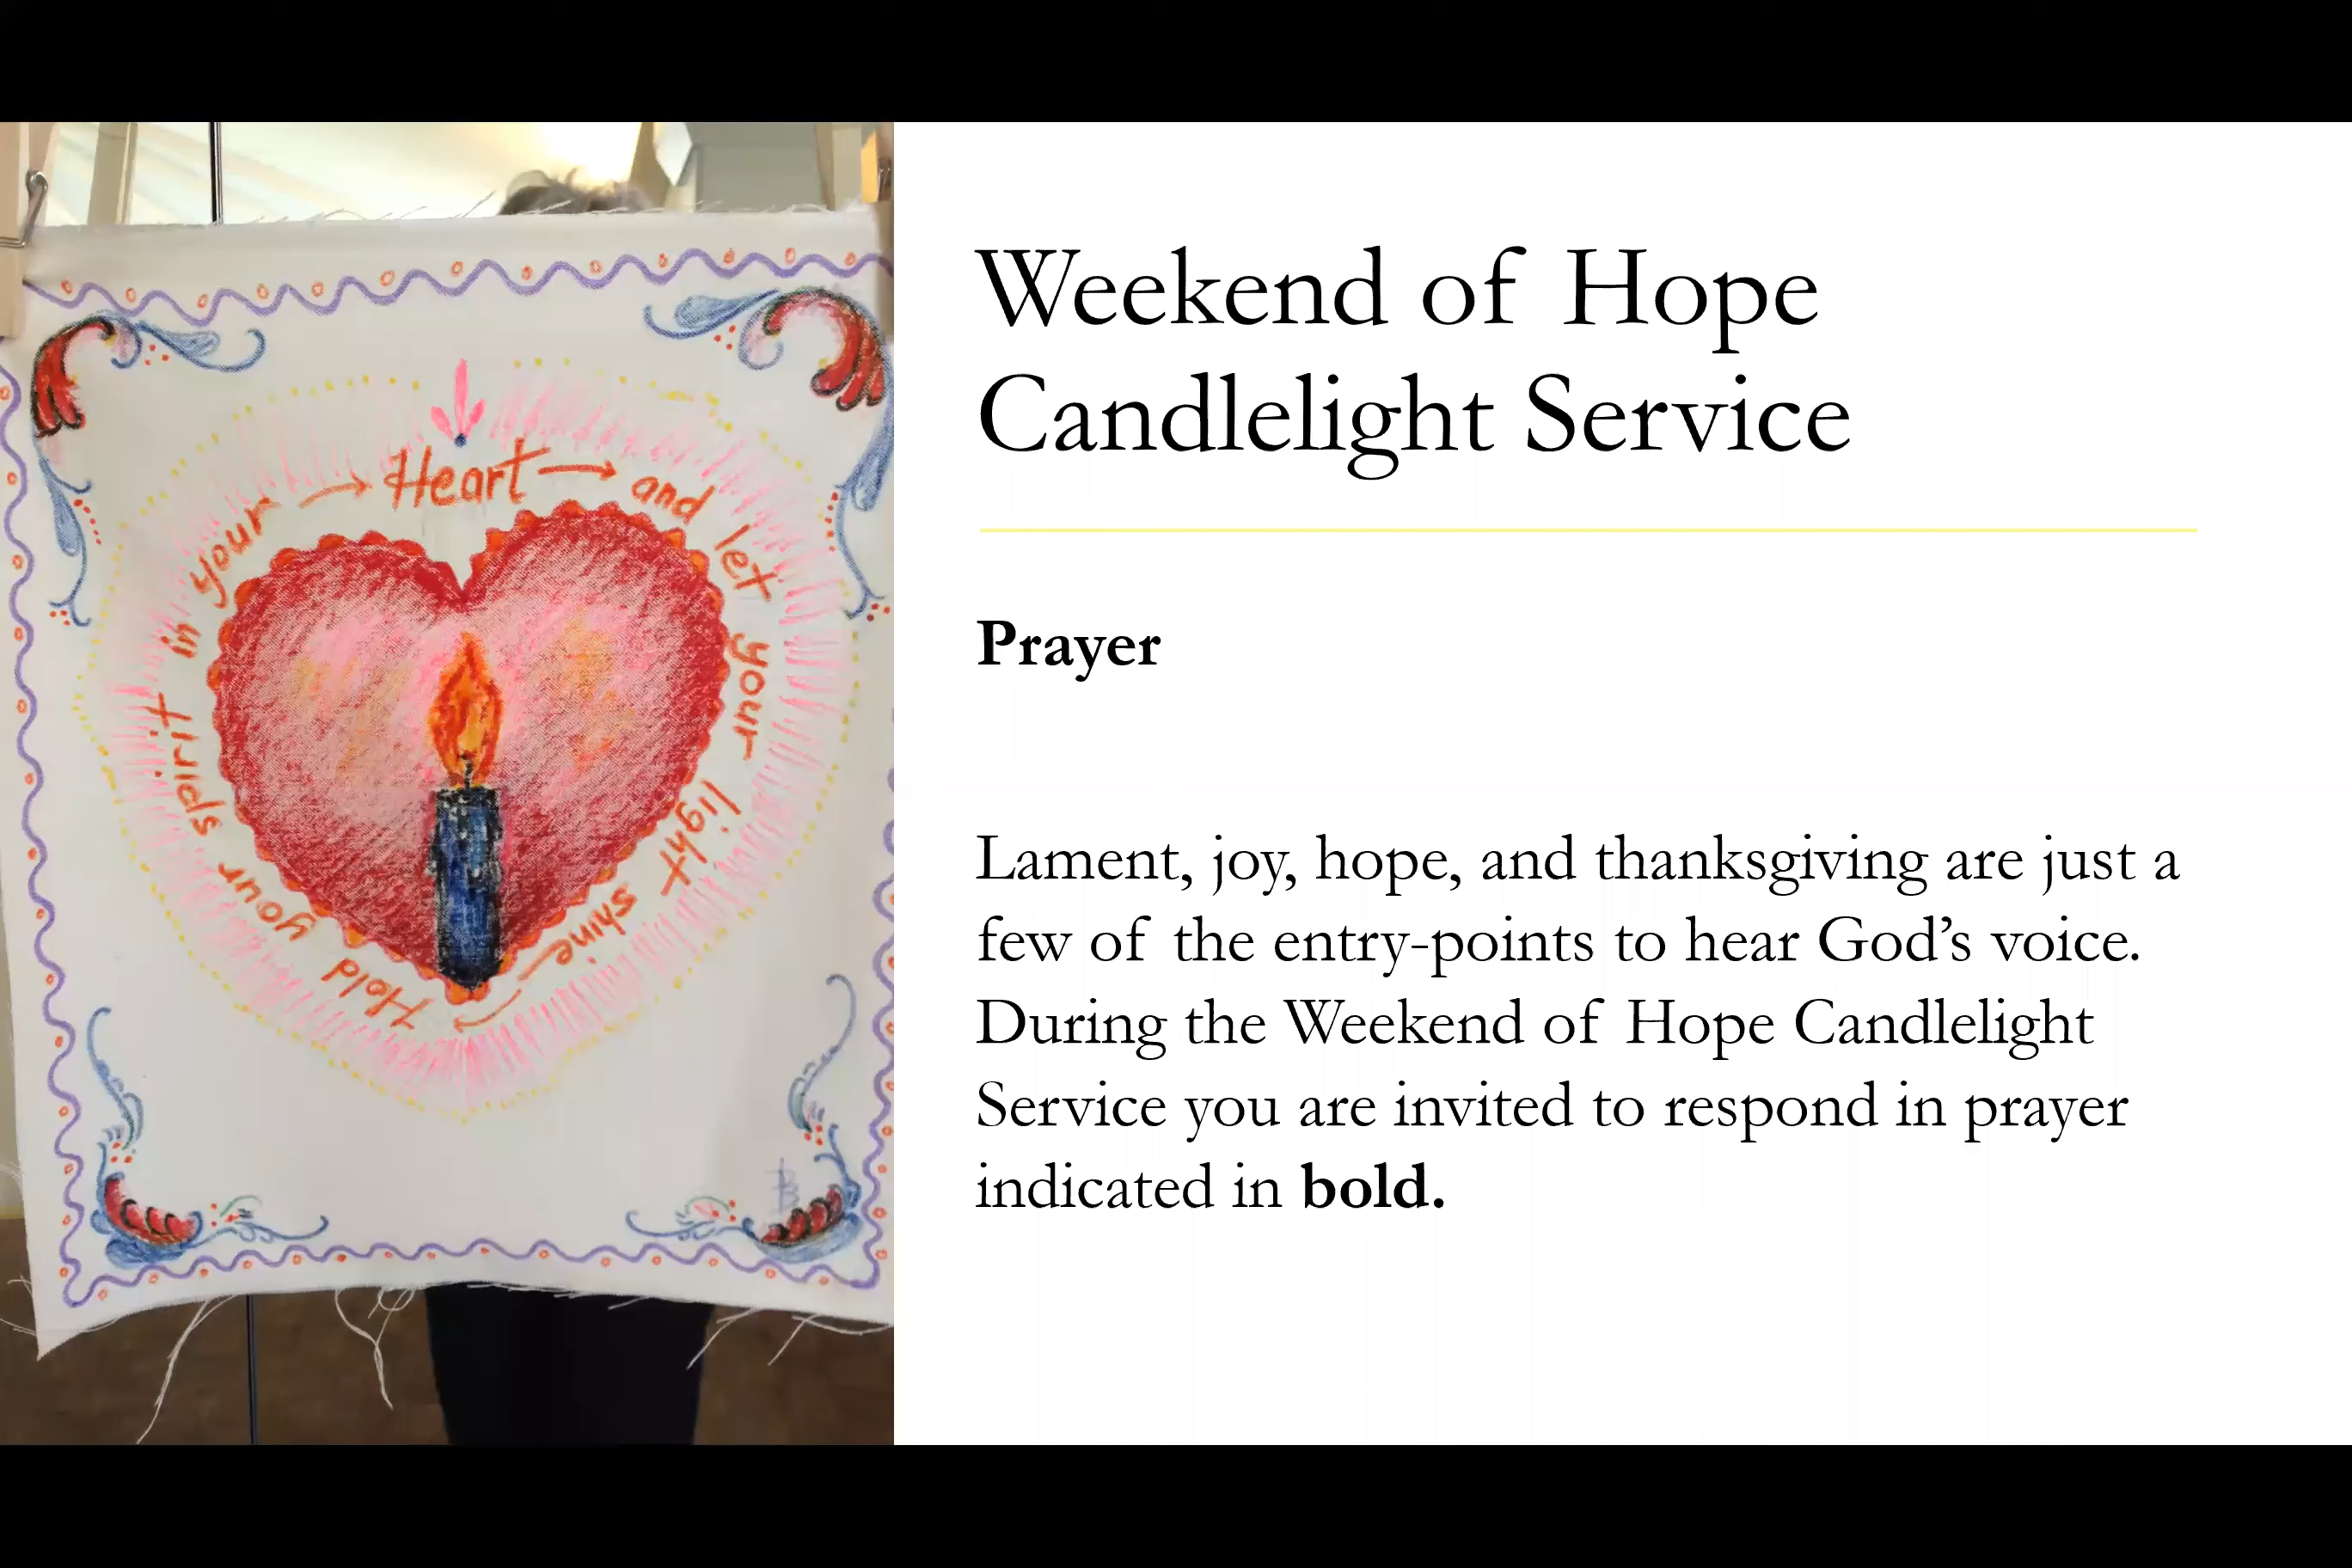 Hold your spirit in your Heart and let your light shine
Weekend of Hope
Candlelight Service
Prayer
Lament, joy, hope, and thanksgiving are just a
few of the entry-points to hear God’s voice.
During the Weekend of Hope Candlelight
Service you are invited to respond in prayer
indicated in bold.